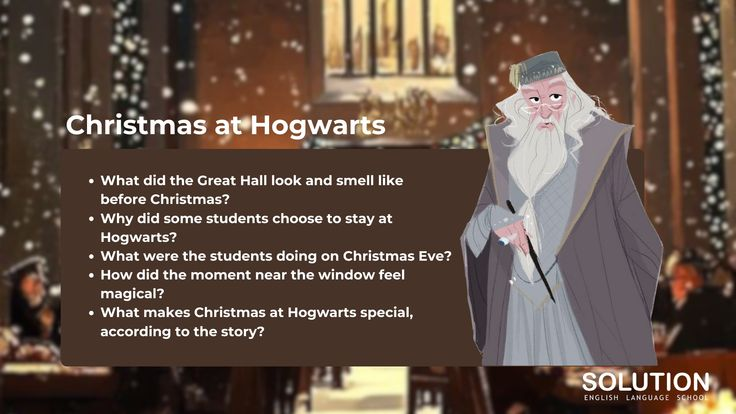 Christmas at Hogwarts
• What did the Great Hall look and smell like
before Christmas?
• Why did some students choose to stay at
Hogwarts?
• What were the students doing on Christmas Eve?
• How did the moment near the window feel
magical?
• What makes Christmas at Hogwarts special,
according to the story?
SOLUTION
ENGLISH LANGUAGE SCHOOL